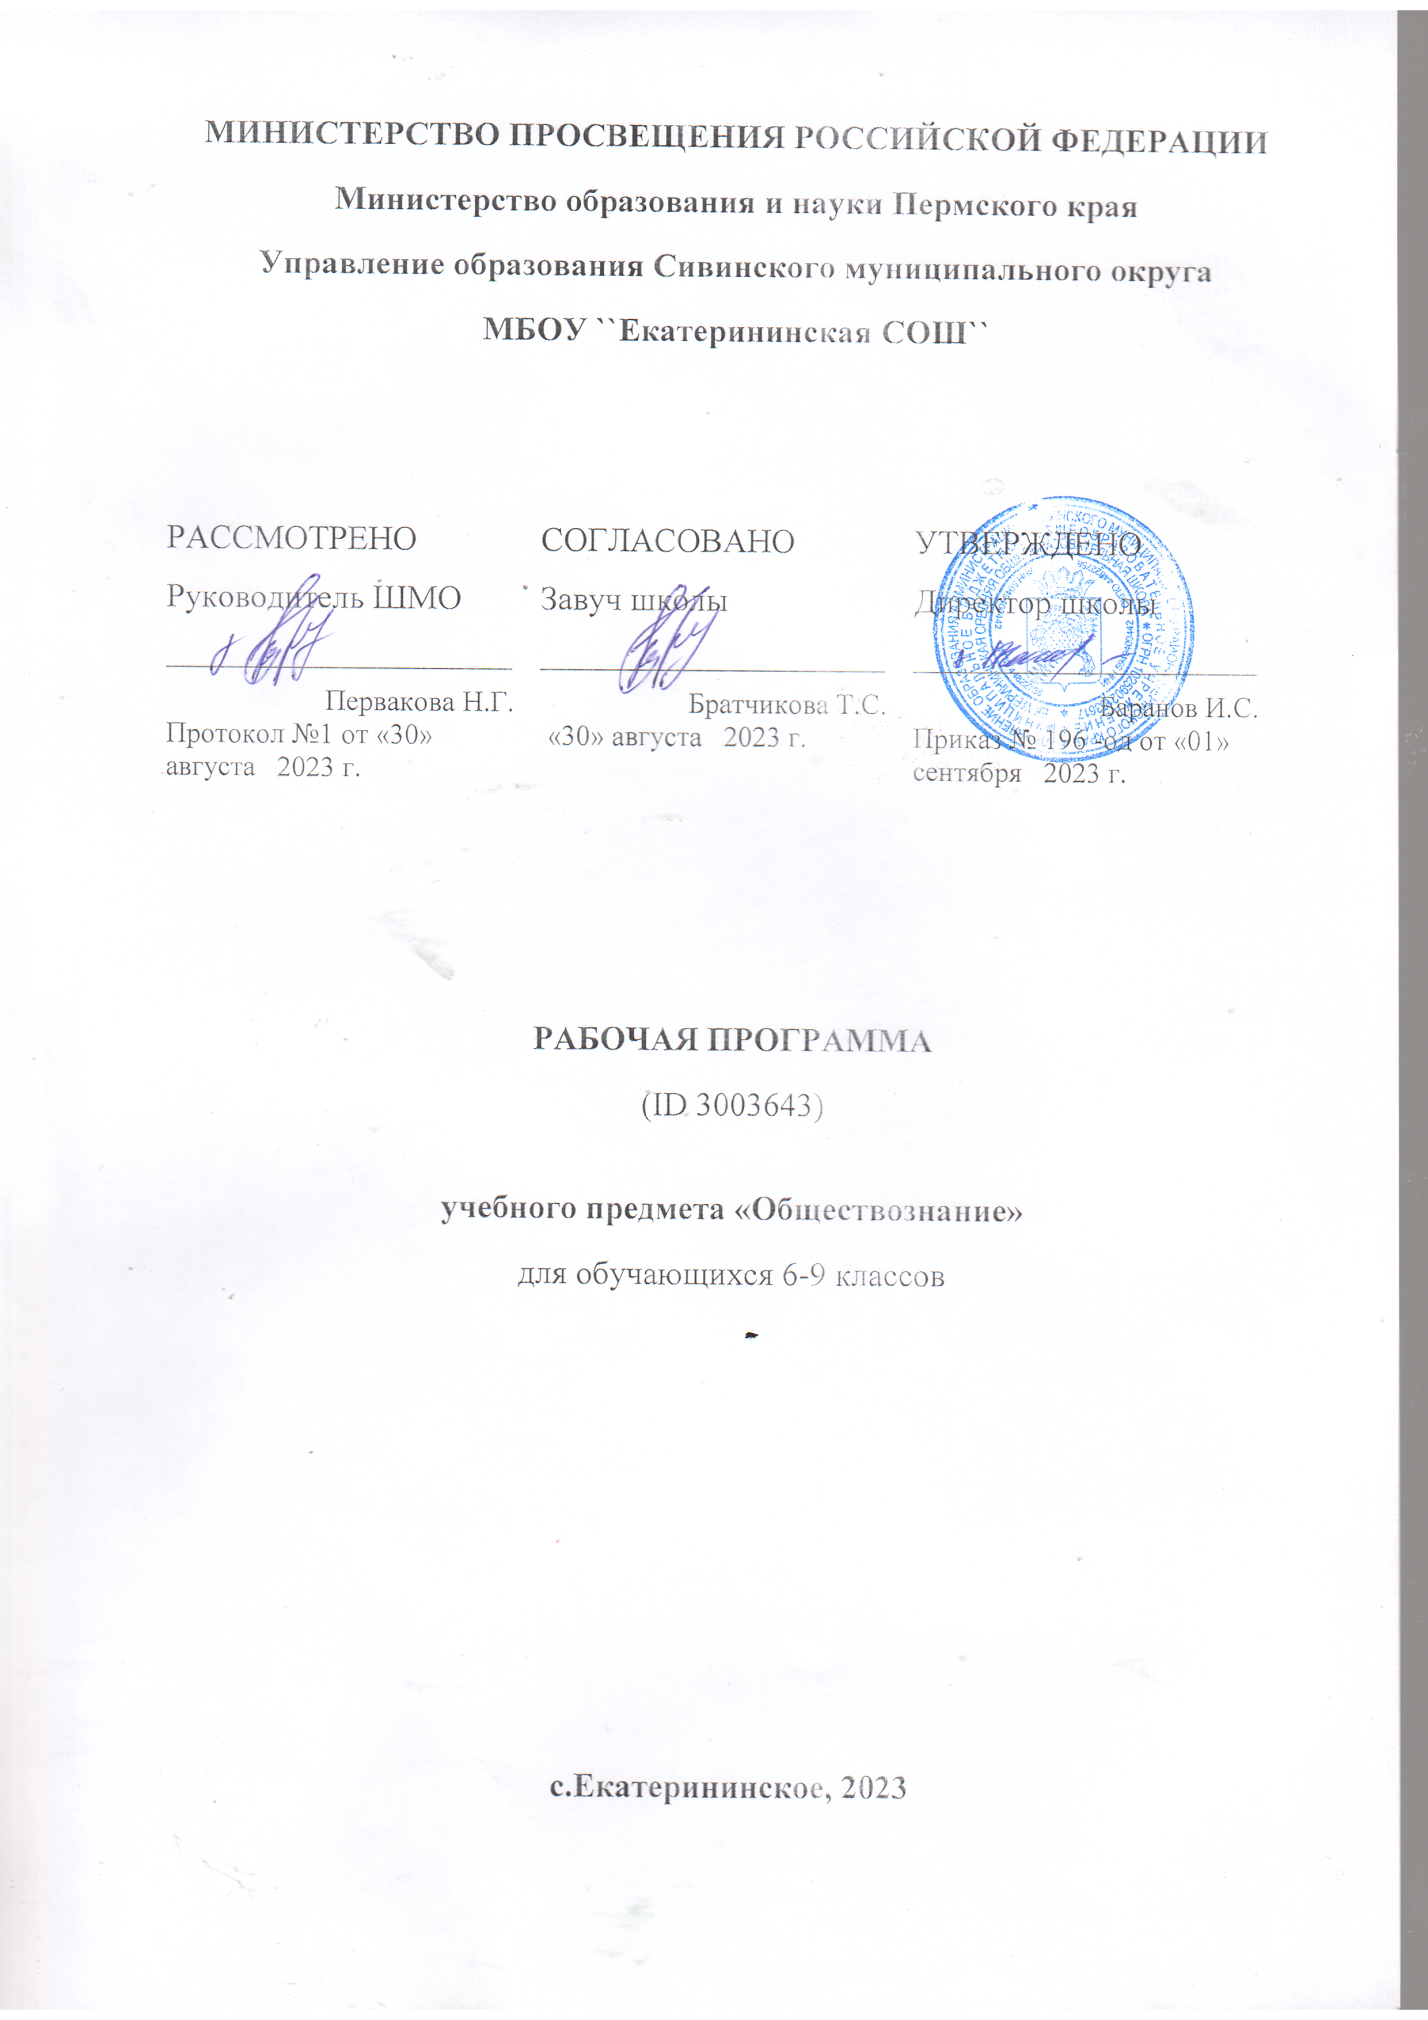 МИНИСТЕРСТВО ПРОСВЕЩЕНИЯ РОССИЙСКОЙ ФЕДЕРАЦИИ
Министерство образования и науки Пермского края
Управление образования Сивинского муниципального округа
МБОУ ``Екатерининская СОШ``
РАССМОТРЕНО
Руководитель ШМО
Первакова Н.Г.
Протокол №1 от «30»
августа 2023 г.
СОГЛАСОВАНО
Завуч школы
Братчикова Т.С.
«30» августа 2023 г.
УТВЕРЖДЕНО
Директор школы
Баранов И.С.
Приказ № 196 -од от «01»
сентября 2023 г.
РАБОЧАЯ ПРОГРАММА
(ID 3003643)
учебного предмета «Обществознание»
для обучающихся 6-9 классов
с.Екатерининское, 2023